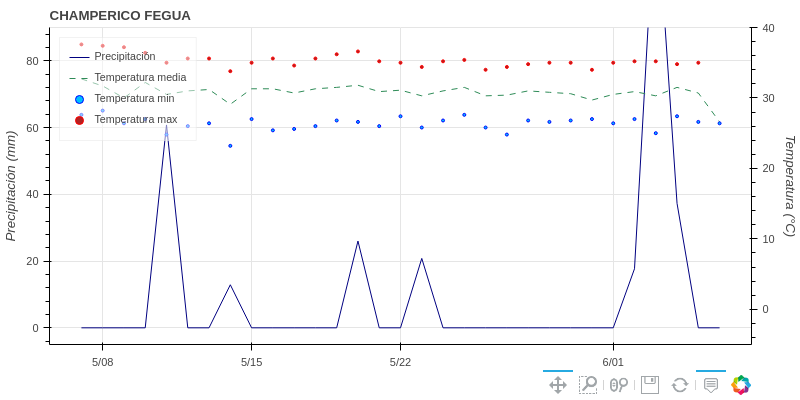 CHAMPERICO FEGUA
Precipitación
Temperatura media
Temperatura min
Temperatura max
Precipitación (mm)
80
60
40
20
0
Temperatura (°C)
40
30
20
10
0
5/08
5/15
5/22
6/01